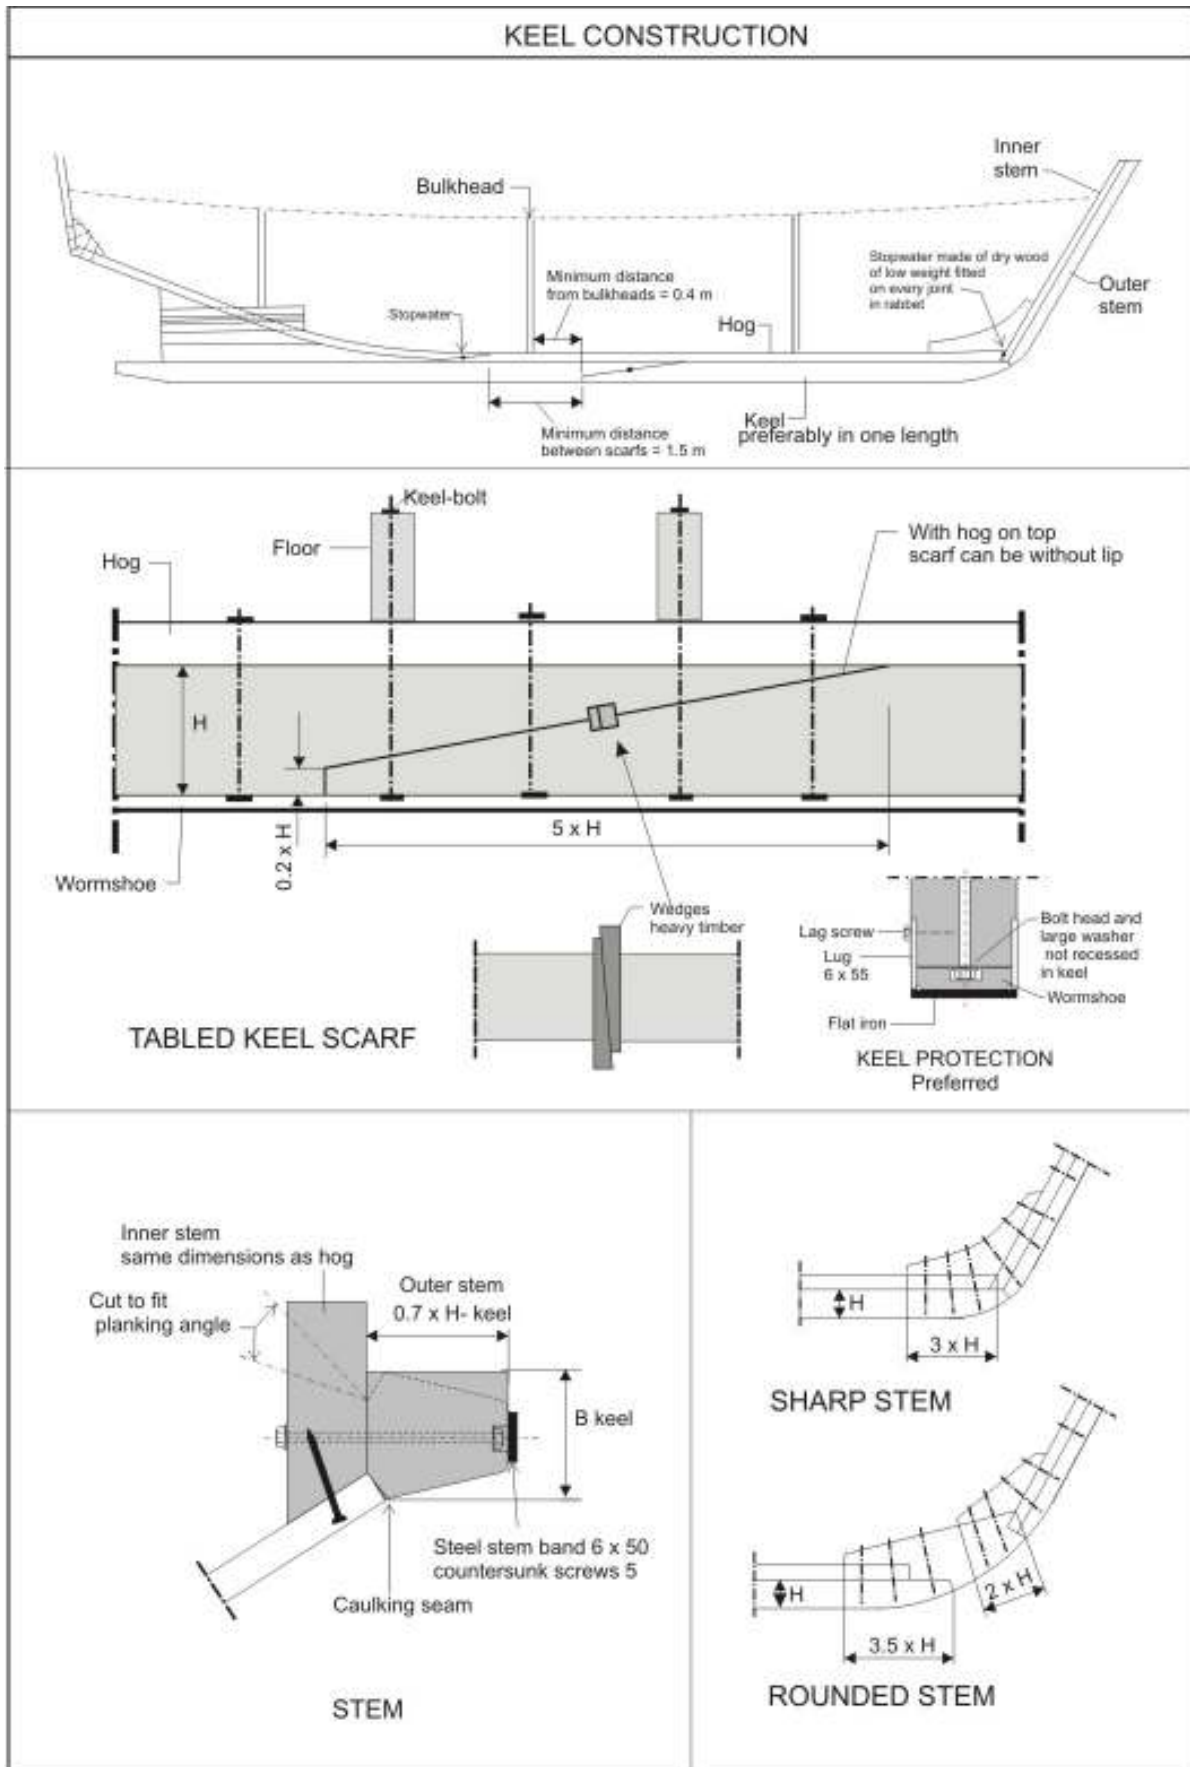 KEEL CONSTRUCTION
Inner
stem
Bulkhead
Stopwater made of dry wood
of low weight fitted
on every joint
in rabbet
Minimum distance
from bulkheads = 0.4 m
Outer
stem
Stopwater
Hog
Keel
preferably in one length
Minimum distance
between scarfs = 1.5 m
Keel-bolt
Floor
With hog on top
scarf can be without lip
Hog
H
0.2 x H
5 x H
Wormshoe
Wedges
heavy timber
Lag screw
Lug
6 x 55
Bolt head and
large washer
not recessed
in keel
Wormshoe
Flat iron
TABLED KEEL SCARF
KEEL PROTECTION
Preferred
Inner stem
same dimensions as hog
Cut to fit
planking angle
Outer stem
0.7 x H- keel
B keel
Steel stem band 6 x 50
countersunk screws 5
Caulking seam
STEM
H
3 x H
SHARP STEM
H
2 x H
3.5 x H
ROUNDED STEM